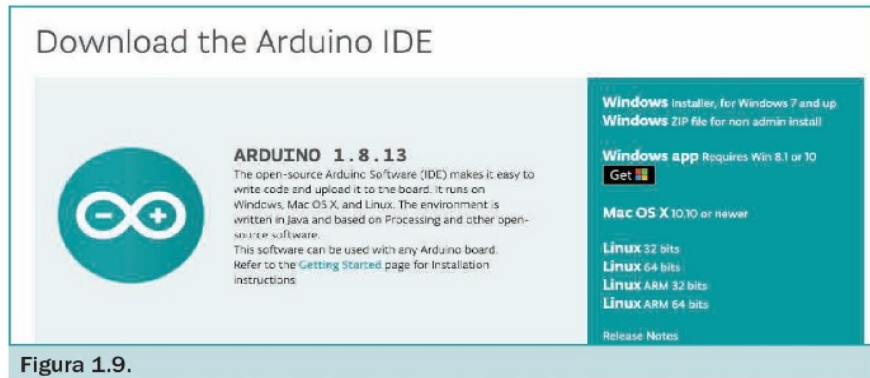 Download the Arduino IDE
ARDUINO 1.8.13
The open-source Arduino Software (IDE) makes it easy to
write code and upload it to the board. It runs on
Windows, Mac OS X, and Linux. The environment is
written in Java and based on Processing and other open-
source software.
This software can be used with any Arduino board.
Refer to the Getting Started page for Installation
instructions.
Windows Installer, for Windows 7 and up
Windows ZIP file for non admin install
Windows app Requires Win 8.1 or 10
Get
Mac OS X 10.10 or newer
Linux 32 bits
Linux 64 bits
Linux ARM 32 bits
Linux ARM 64 bits
Release Notes
Figura 1.9.